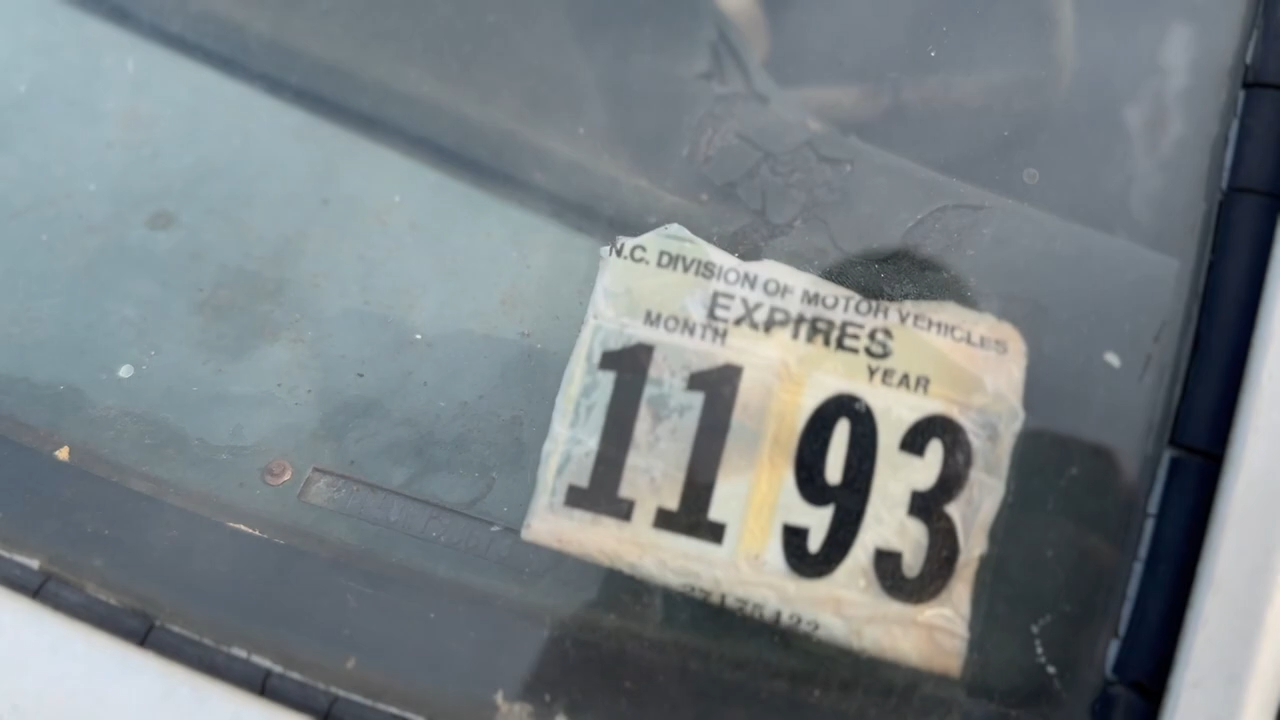 N.C. DIVISION OF MOTOR VEHICLES
EXPIRES
MONTH YEAR
11 93